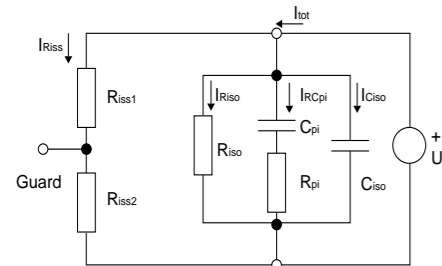 Itot
IRiss
Riss1
IRiso
IRCpi
ICiso
Cpi
Riso
+
U
Guard
Riss2
Rpi
Ciso